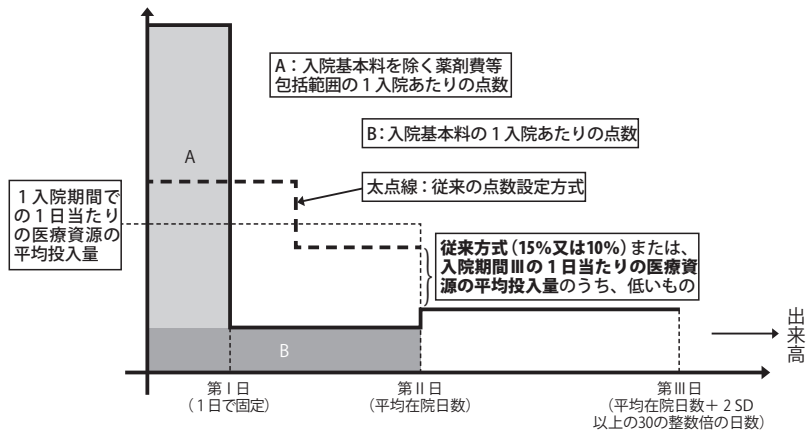 A：入院基本料を除く薬剤費等
包括範囲の１入院あたりの点数
B：入院基本料の１入院あたりの点数
A
太点線：従来の点数設定方式
１入院期間で
の１日当たり
の医療資源の
平均投入量
従来方式（15％又は10％）または、
入院期間Ⅲの１日当たりの医療資
源の平均投入量のうち、低いもの
B
出来高
第Ⅰ日
（１日で固定）
第Ⅱ日
（平均在院日数）
第Ⅲ日
（平均在院日数＋２SD
以上の30の整数倍の日数）